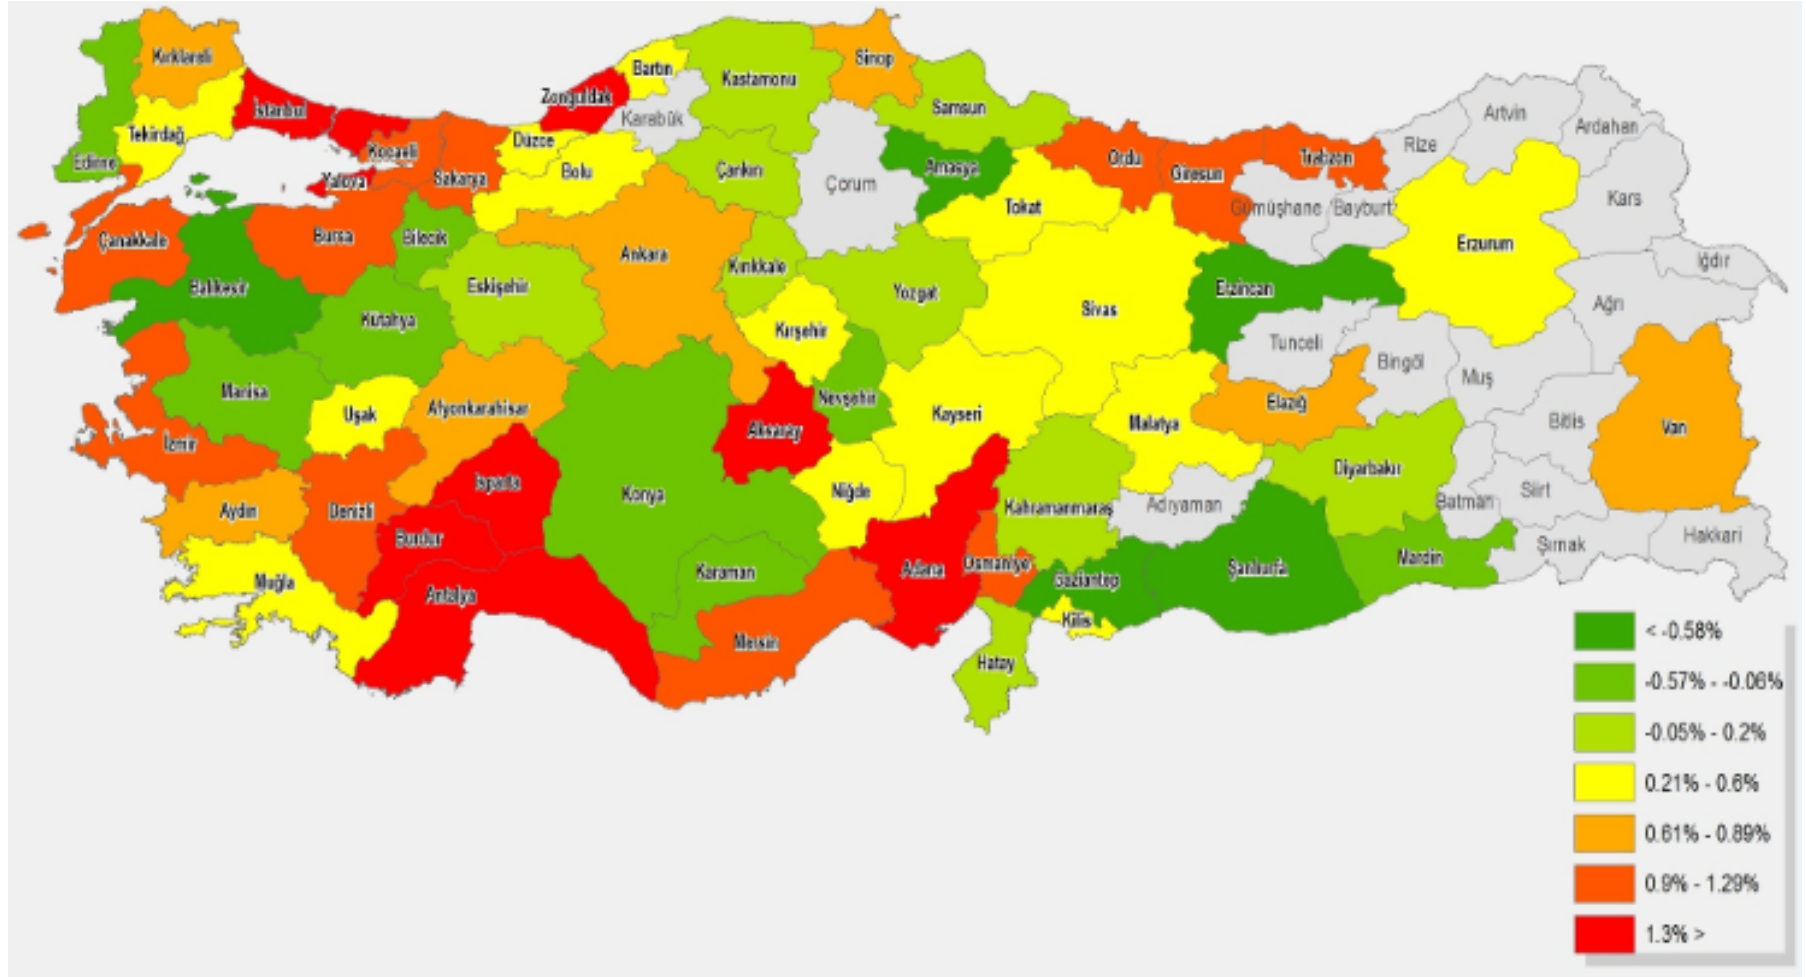 Kırklareli
Sinop
Bartın
Kastamonu
Zonguldak
İstanbul
Samsun
Karabük
Artvin
Ardahan
Tekirdağ
Düzce
Rize
Kocaeli
Edirne
Yalova
Sakarya
Bolu
Çankırı
Çorum
Amasya
Ordu
Giresun
Trabzon
Kars
Tokat
Gümüşhane
Bayburt
Çanakkale
Bursa
Bilecik
Ankara
Erzurum
Iğdır
Kırıkkale
Balıkesir
Eskişehir
Yozgat
Erzincan
Ağrı
Sivas
Kütahya
Kırşehir
Tunceli
Bingöl
Muş
Manisa
Nevşehir
Uşak
Afyonkarahisar
Kayseri
Elazığ
Malatya
Bitlis
Van
Aksaray
İzmir
Diyarbakır
Isparta
Konya
Niğde
Siirt
Batman
Aydın
Denizli
Kahramanmaraş
Adıyaman
Burdur
Hakkari
Şırnak
Mardin
Karaman
Adana
Osmaniye
Gaziantep
Şanlıurfa
Muğla
Antalya
Kilis
Mersin
Hatay
< -0.58%
-0.57% - -0.06%
-0.05% - 0.2%
0.21% - 0.6%
0.61% - 0.89%
0.9% - 1.29%
1.3% >